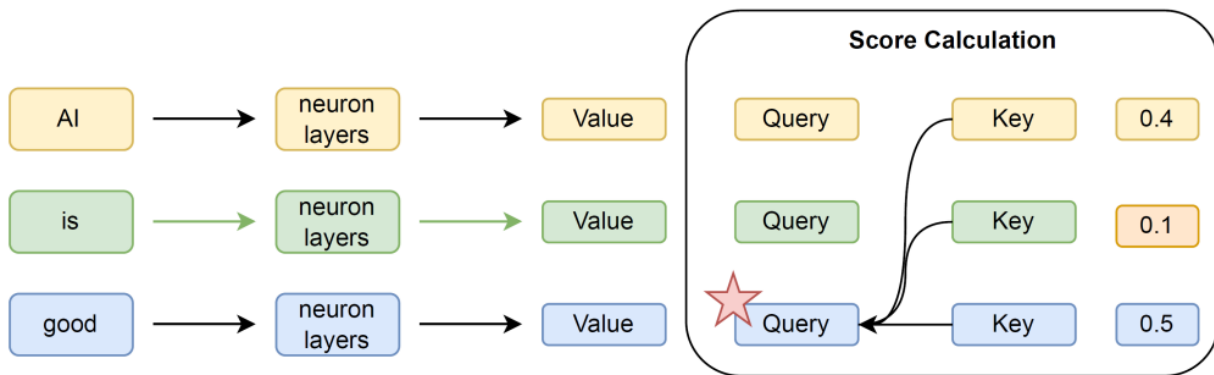 Score Calculation
AI
neuron
layers
Value
Query
Key
0.4
is
neuron
layers
Value
Query
Key
0.1
good
neuron
layers
Value
Query
Key
0.5